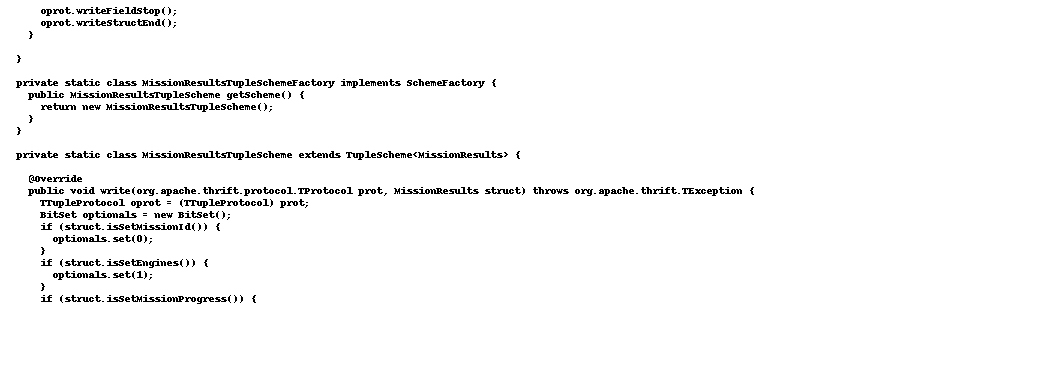 oprot.writeFieldStop();
oprot.writeStructEnd();
}
}
private static class MissionResultsTupleSchemeFactory implements SchemeFactory {
public MissionResultsTupleScheme getScheme() {
return new MissionResultsTupleScheme();
}
}
private static class MissionResultsTupleScheme extends TupleScheme<MissionResults> {
@Override
public void write(org.apache.thrift.protocol.TProtocol prot, MissionResults struct) throws org.apache.thrift.TException {
TTupleProtocol oprot = (TTupleProtocol) prot;
BitSet optionals = new BitSet();
if (struct.isSetMissionId()) {
optionals.set(0);
}
if (struct.isSetEngines()) {
optionals.set(1);
}
if (struct.isSetMissionProgress()) {